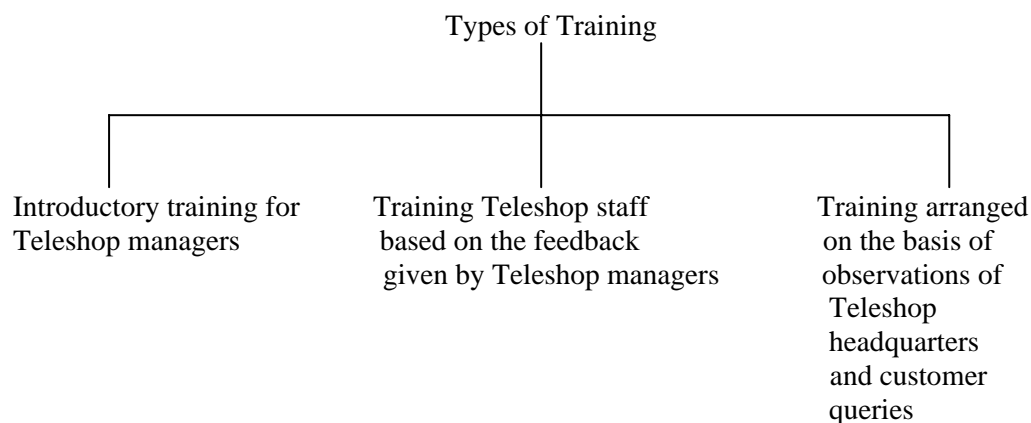 Types of Training
Introductory training for
Teleshop managers
Training Teleshop staff
based on the feedback
given by Teleshop managers
Training arranged
on the basis of
observations of
Teleshop
headquarters
and customer
queries